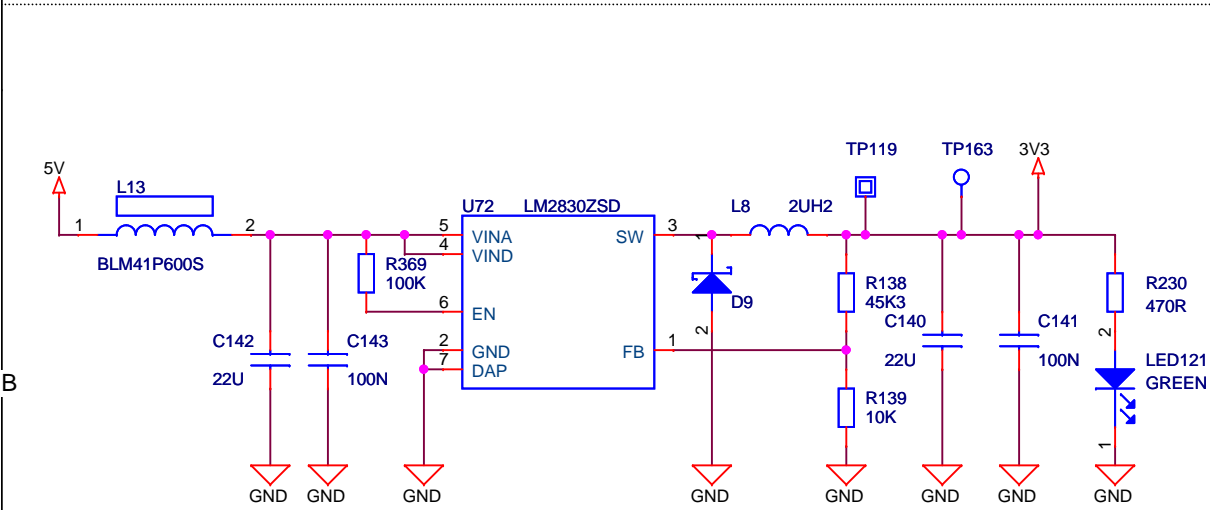 TP119
TP163
3V3
5V
L13
1
2
BLM41P600S
U72
LM2830ZSD
5
VINA
4
VIND
6
EN
2
GND
7
DAP
SW
3
FB
1
R369
100K
C142
22U
C143
100N
L8
2UH2
1
D9
2
R138
45K3
R139
10K
C140
22U
C141
100N
R230
470R
2
LED121
GREEN
1
B
GND
GND
GND
GND
GND
GND
GND
GND